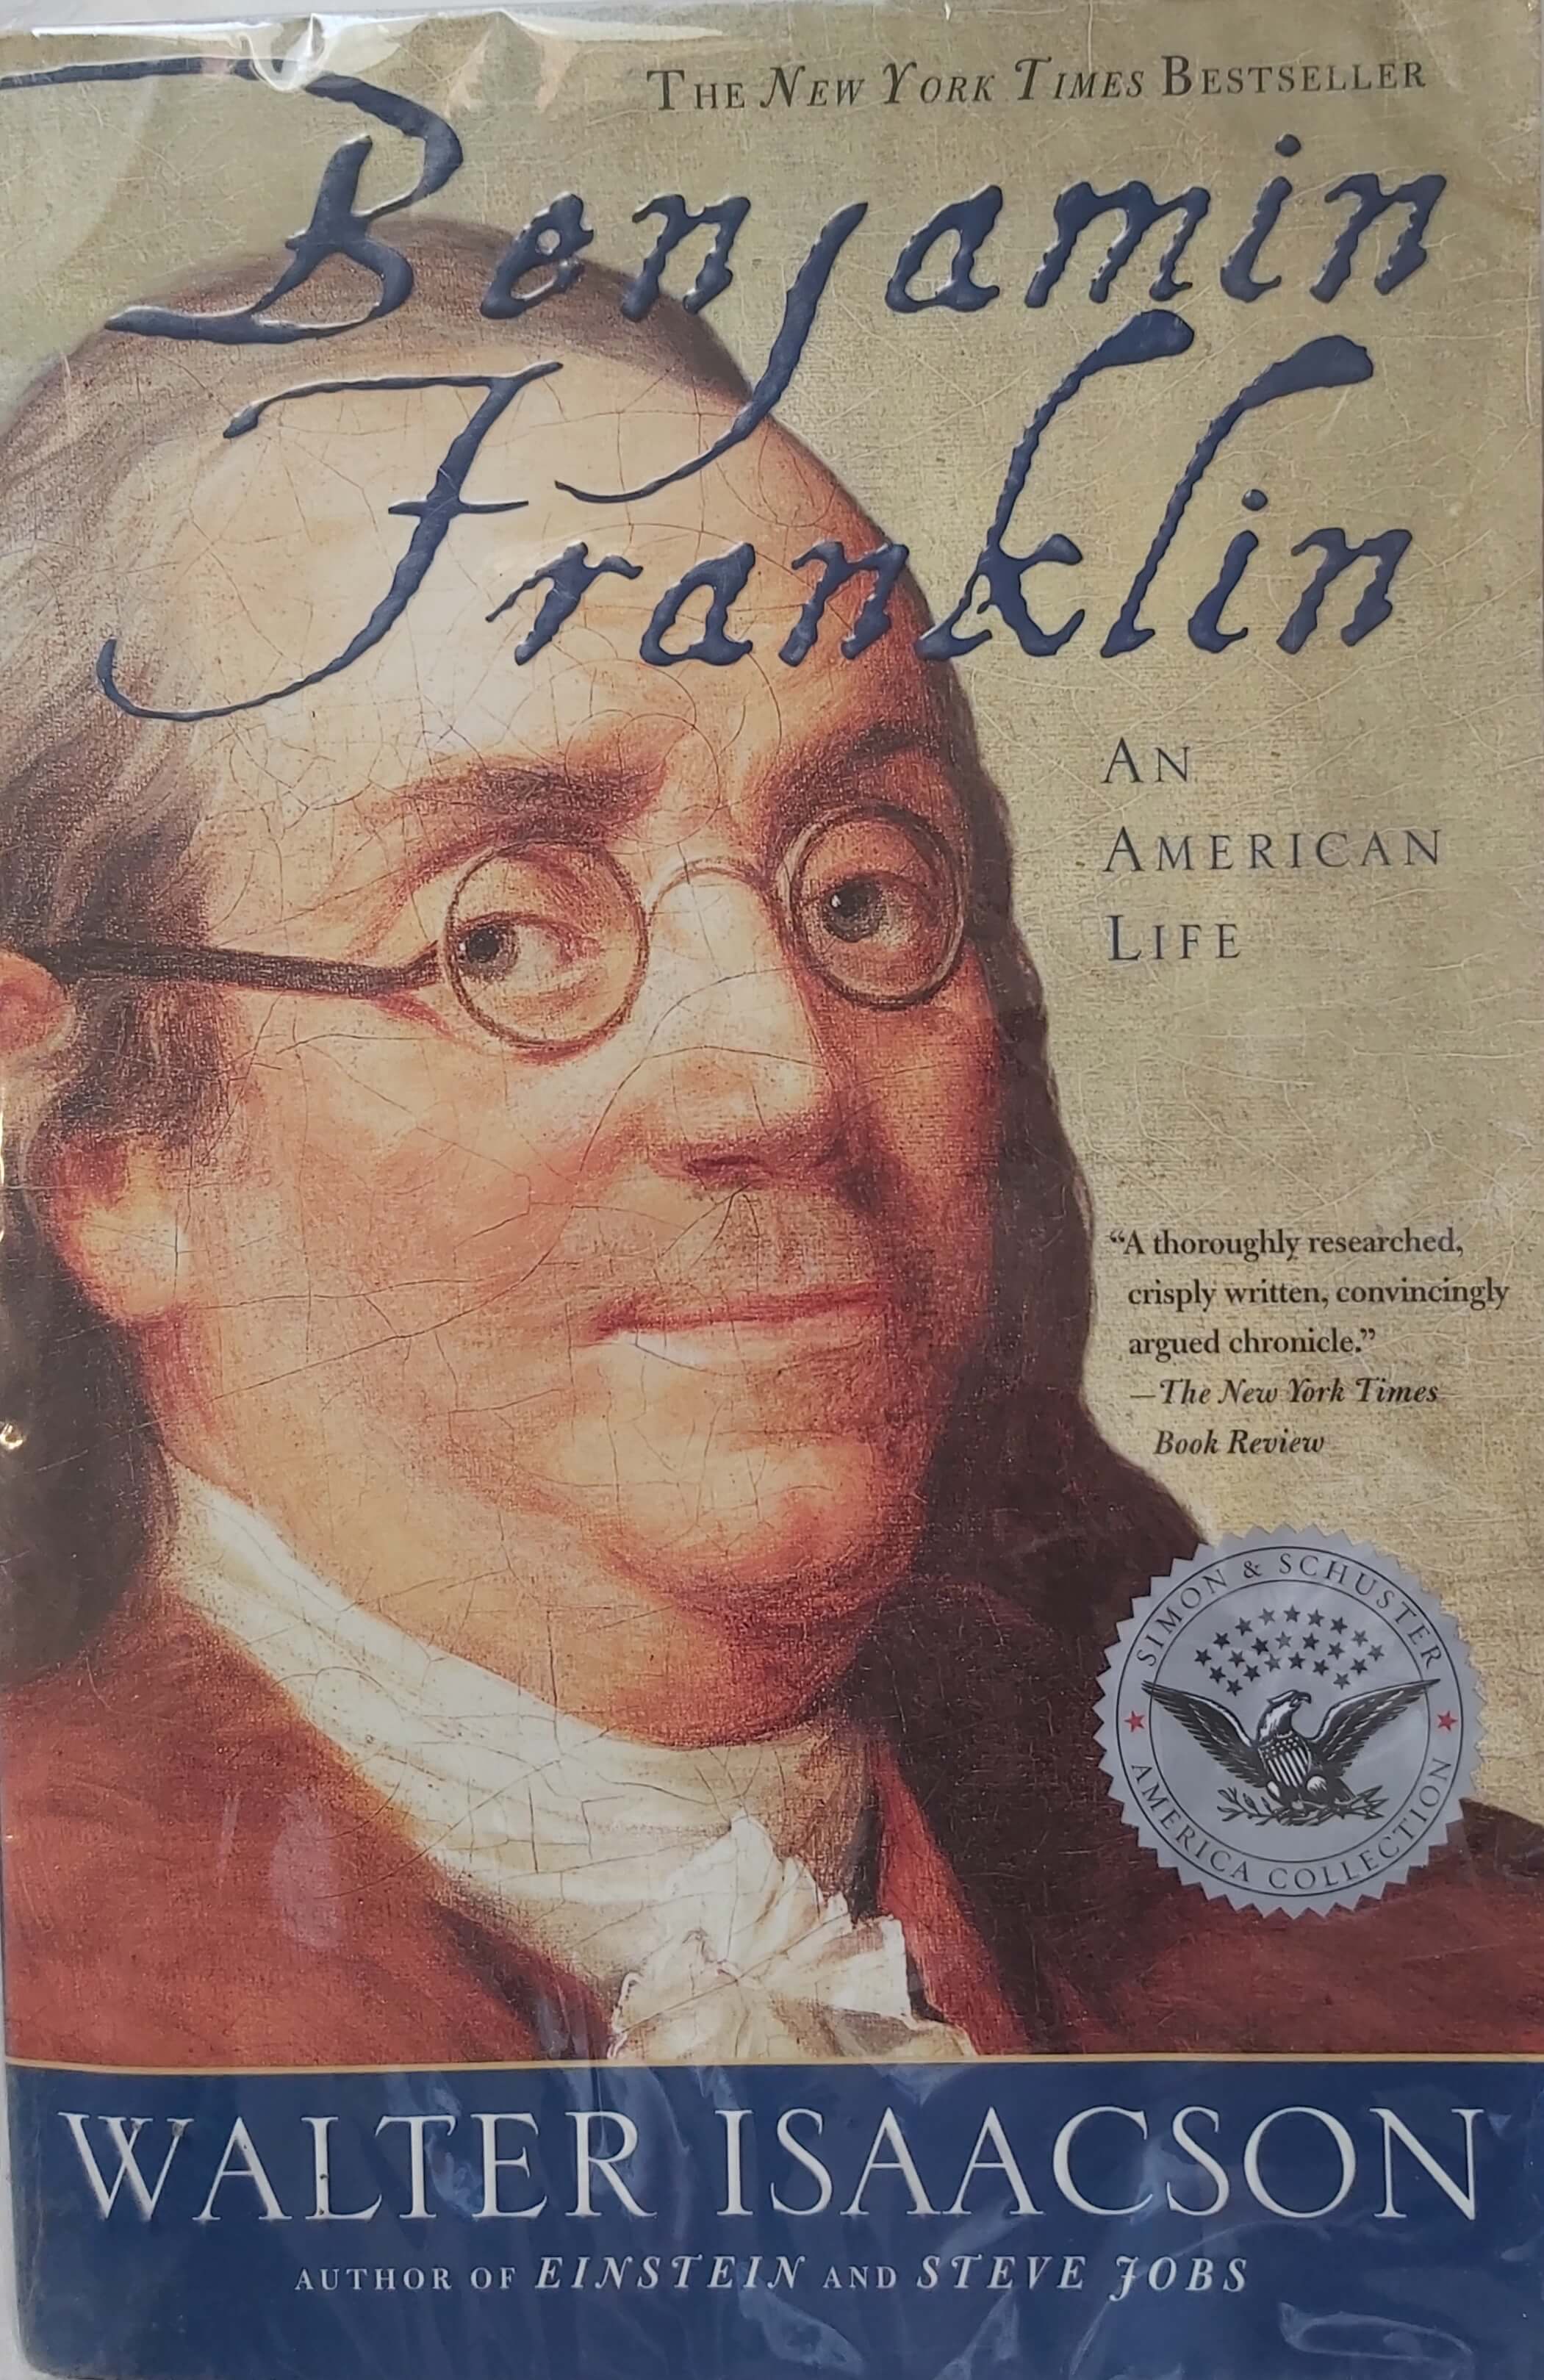 THE NEW YORK TIMES BESTSELLER
Benjamin
Franklin
AN
AMERICAN
LIFE
“A thoroughly researched,
crisply written, convincingly
argued chronicle.”
—The New York Times
Book Review
SIMON & SCHUSTER
AMERICA COLLECTION
WALTER ISAACSON
AUTHOR OF EINSTEIN AND STEVE JOBS